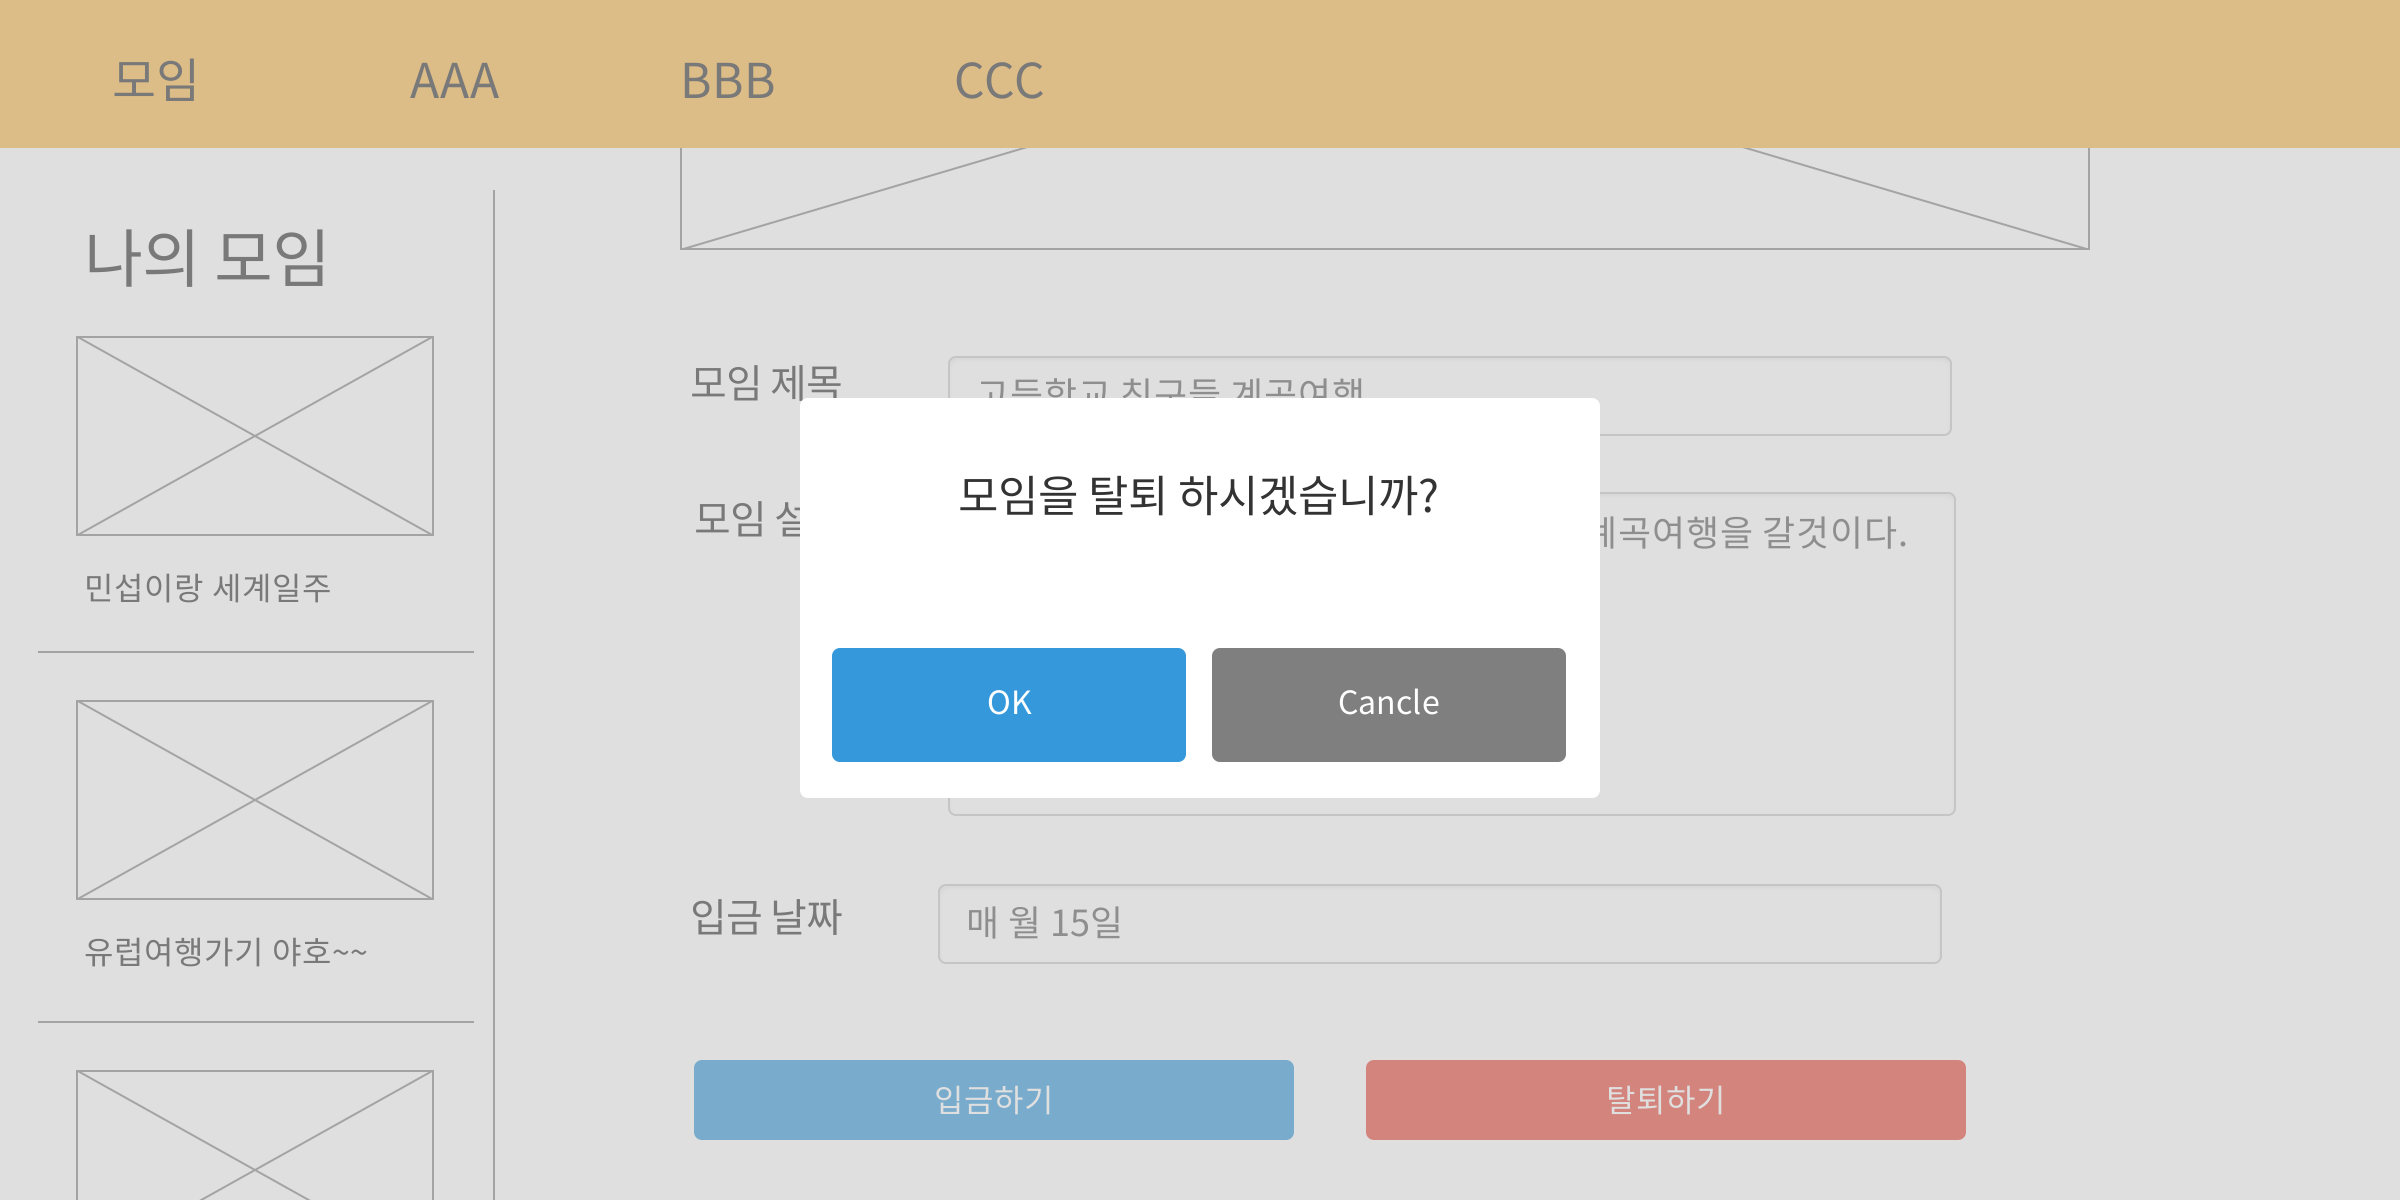 모임 AAA BBB CCC
나의 모임
민섭이랑 세계일주
유럽여행가기 야호~~
모임 제목
고등학교 친구들 계곡여행
모임
계곡여행을 갈것이다.
모임을 탈퇴 하시겠습니까?
OK Cancle
입금 날짜
매 월 15일
입금하기 탈퇴하기